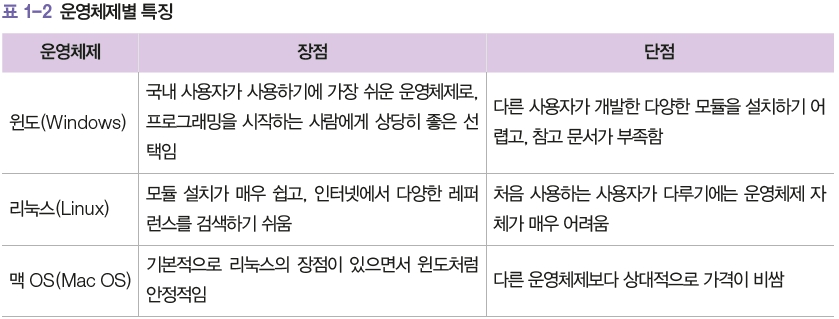 표 1-2 운영체제별 특징
운영체제 장점 단점
국내 사용자가 사용하기에 가장 쉬운 운영체제로,
윈도(Windows) 프로그래밍을 시작하는 사람에게 상당히 좋은 선
택임
다른 사용자가 개발한 다양한 모듈을 설치하기 어
렵고, 참고 문서가 부족함
리눅스(Linux)
모듈 설치가 매우 쉽고, 인터넷에서 다양한 레퍼
런스를 검색하기 쉬움
처음 사용하는 사용자가 다루기에는 운영체제 자
체가 매우 어려움
맥 OS(Mac OS)
기본적으로 리눅스의 장점이 있으면서 윈도처럼
안정적임
다른 운영체제보다 상대적으로 가격이 비쌈